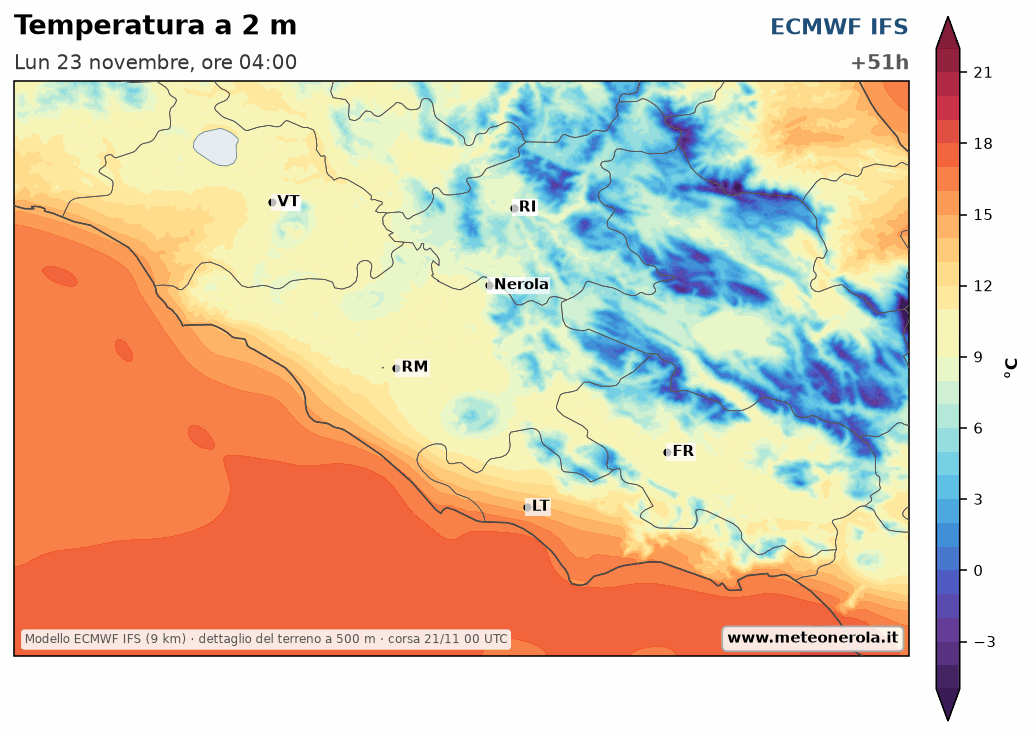 Temperatura a 2 m
ECMWF IFS
Lun 23 novembre, ore 04:00
+51h
VT
RI
Nerola
RM
FR
LT
21
18
15
12
9
6
3
0
−3
°C
Modello ECMWF IFS (9 km) · dettaglio del terreno a 500 m · corsa 21/11 00 UTC
www.meteonerola.it